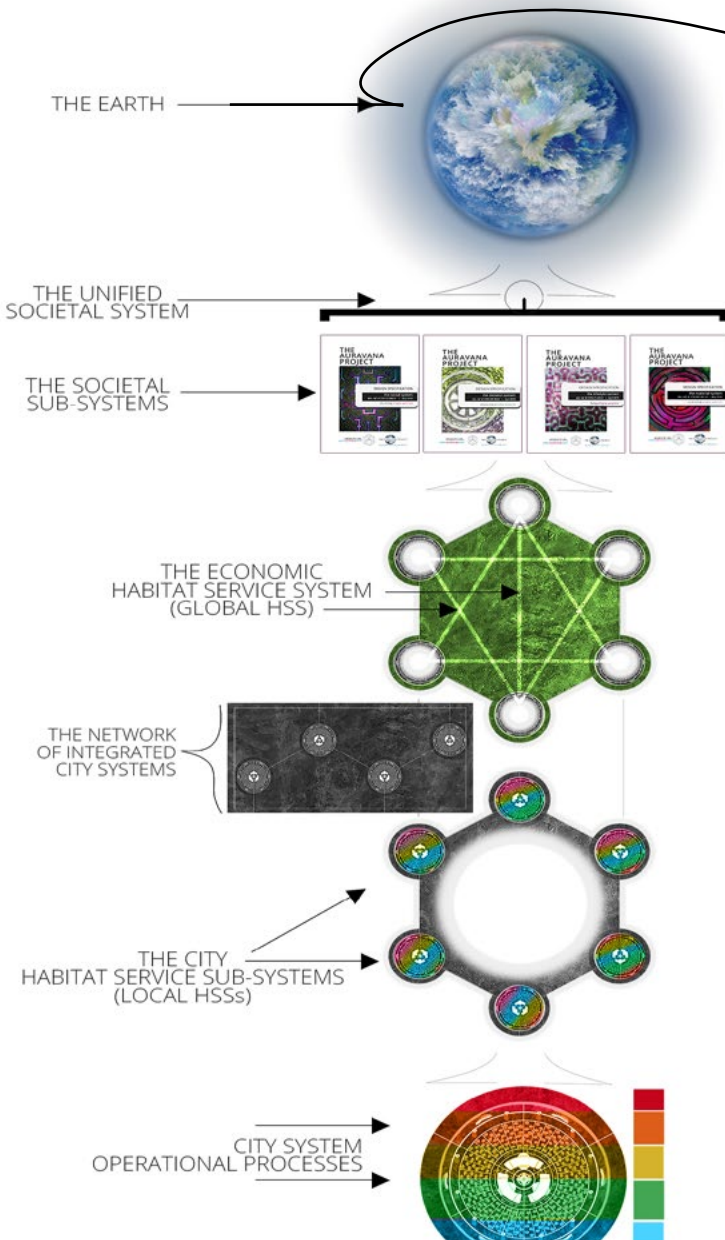 THE EARTH
THE UNIFIED
SOCIETAL SYSTEM
THE SOCIETAL
SUB-SYSTEMS
THE
AURAVANA
PROJECT
THE
AURAVANA
PROJECT
THE
AURAVANA
PROJECT
THE
AURAVANA
PROJECT
THE ECONOMIC
HABITAT SERVICE SYSTEM
(GLOBAL HSS)
THE NETWORK
OF INTEGRATED
CITY SYSTEMS
THE CITY
HABITAT SERVICE SUB-SYSTEMS
(LOCAL HSSs)
CITY SYSTEM
OPERATIONAL PROCESSES